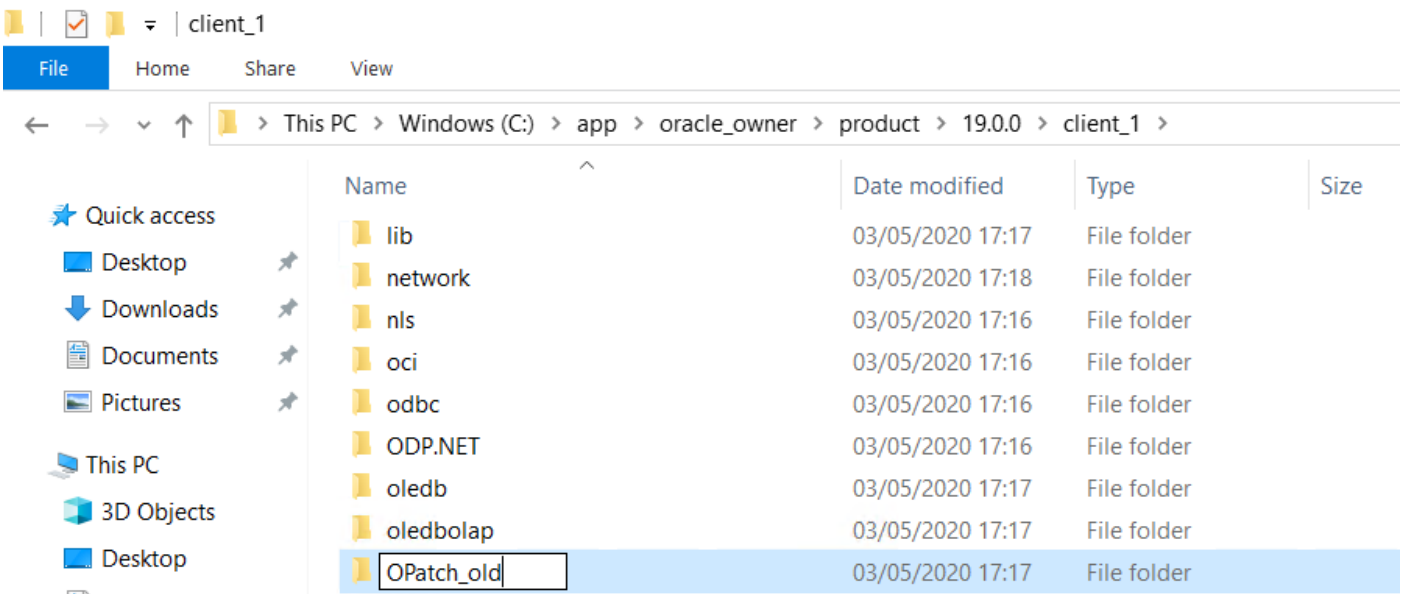 client_1
File Home Share View
This PC > Windows (C:) > app > oracle_owner > product > 19.0.0 > client_1 >
Name Date modified Type Size
Quick access
Desktop
Downloads
Documents
Pictures
This PC
3D Objects
Desktop
lib 03/05/2020 17:17 File folder
network 03/05/2020 17:18 File folder
nls 03/05/2020 17:16 File folder
oci 03/05/2020 17:16 File folder
odbc 03/05/2020 17:16 File folder
ODP.NET 03/05/2020 17:16 File folder
oledb 03/05/2020 17:17 File folder
oledbolap 03/05/2020 17:17 File folder
OPatch_old 03/05/2020 17:17 File folder